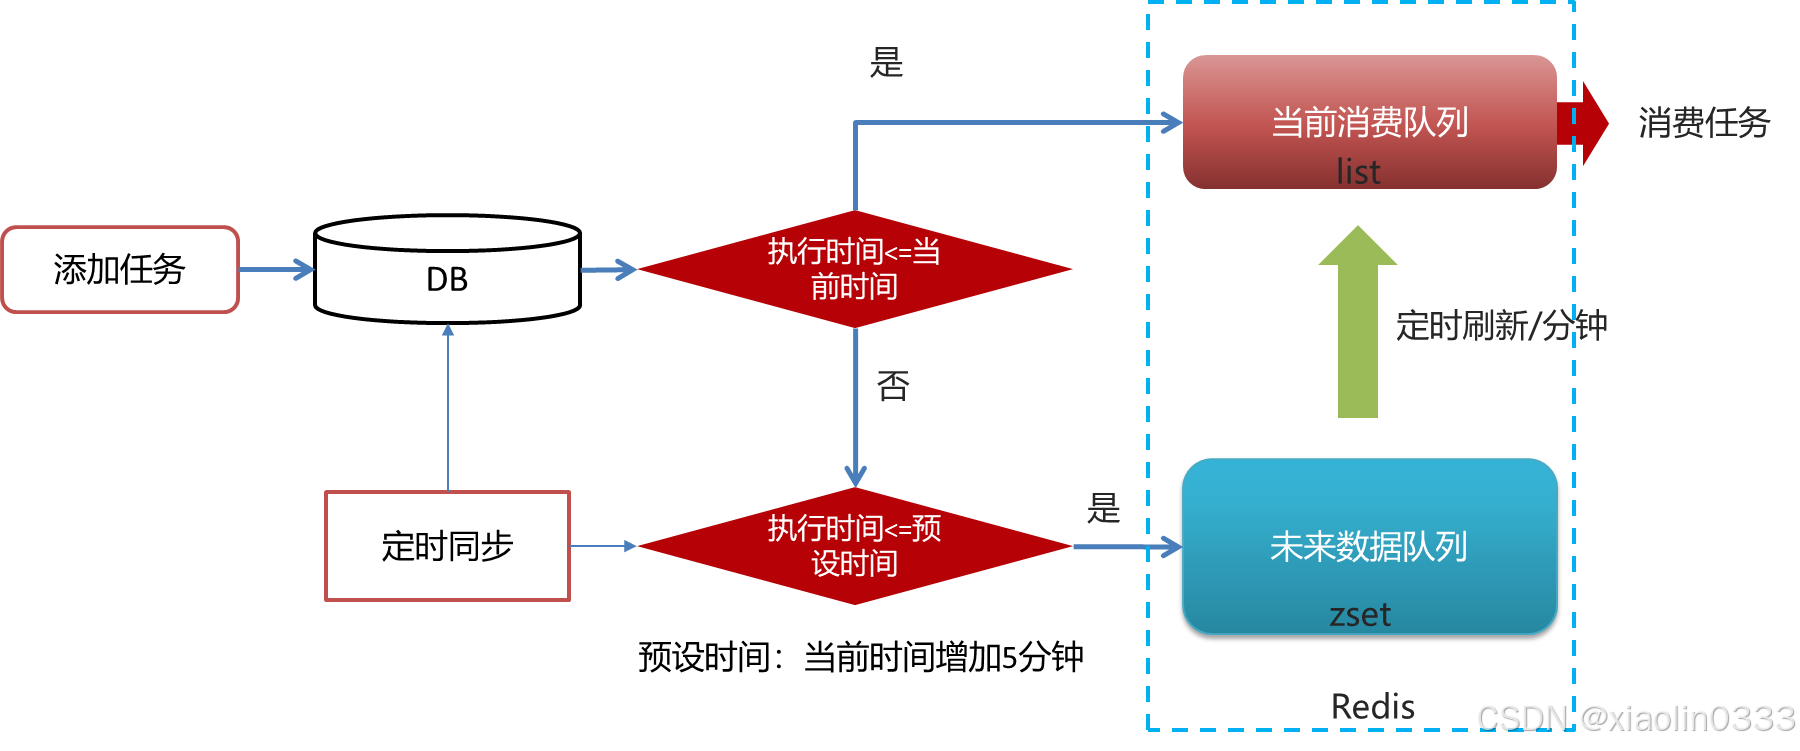 是
当前消费队列
list
消费任务
添加任务
DB
执行时间<=当
前时间
定时刷新/分钟
否
定时同步
执行时间<=预
设时间
是
未来数据队列
zset
预设时间：当前时间增加5分钟
Redis
CSDN @xiaolin0333